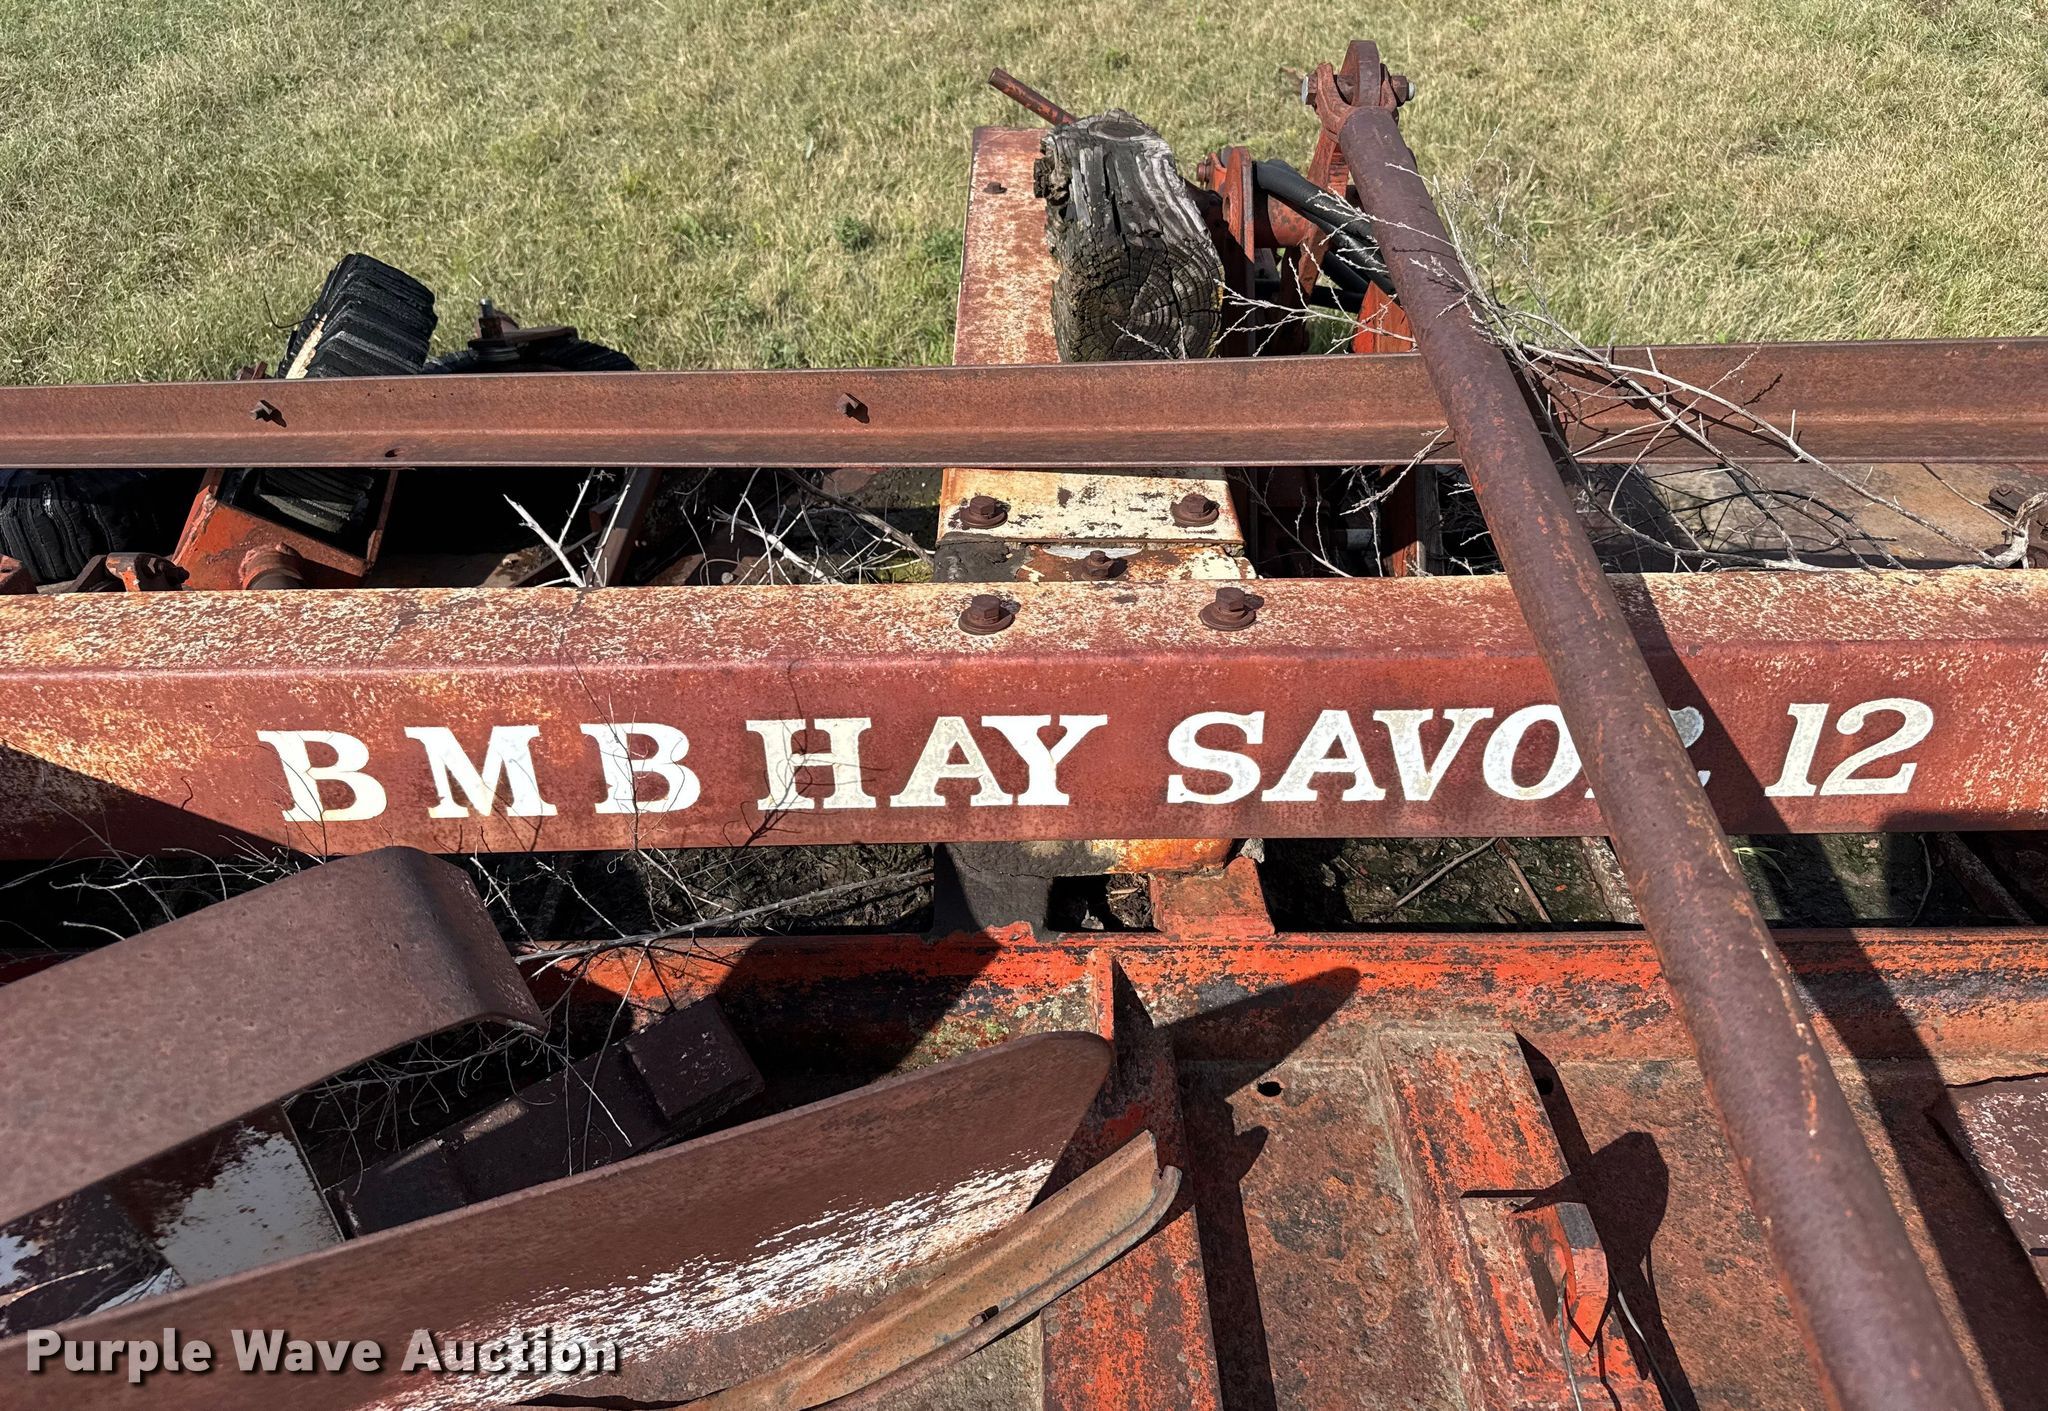 BMB HAY SAVOR 12
Purple Wave Auction